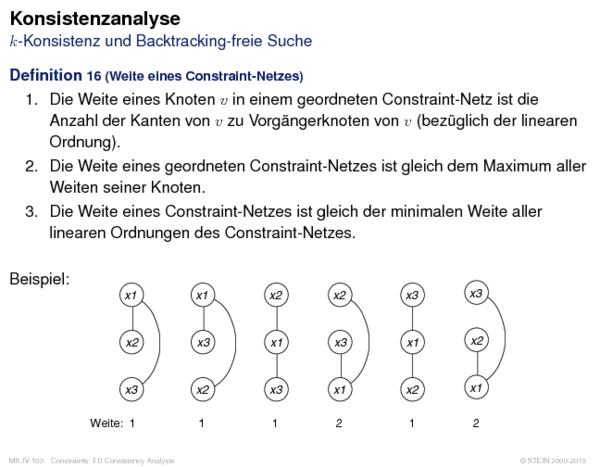 Konsistenzanalyse
k-Konsistenz und Backtracking-freie Suche
Definition 16 (Weite eines Constraint-Netzes)
1. Die Weite eines Knoten v in einem geordneten Constraint-Netz ist die
Anzahl der Kanten von v zu Vorgängerknoten von v (bezüglich der linearen
Ordnung).
2. Die Weite eines geordneten Constraint-Netzes ist gleich dem Maximum aller
Weiten seiner Knoten.
3. Die Weite eines Constraint-Netzes ist gleich der minimalen Weite aller
linearen Ordnungen des Constraint-Netzes.
Beispiel:
x1 x1 x2 x2 x3 x3
x2 x3 x1 x3 x1 x2
x3 x2 x3 x1 x2 x1
Weite: 1 1 1 2 1 2
MK:IV-103 Constraints: FD Consistency Analysis © STEIN 2000-2015